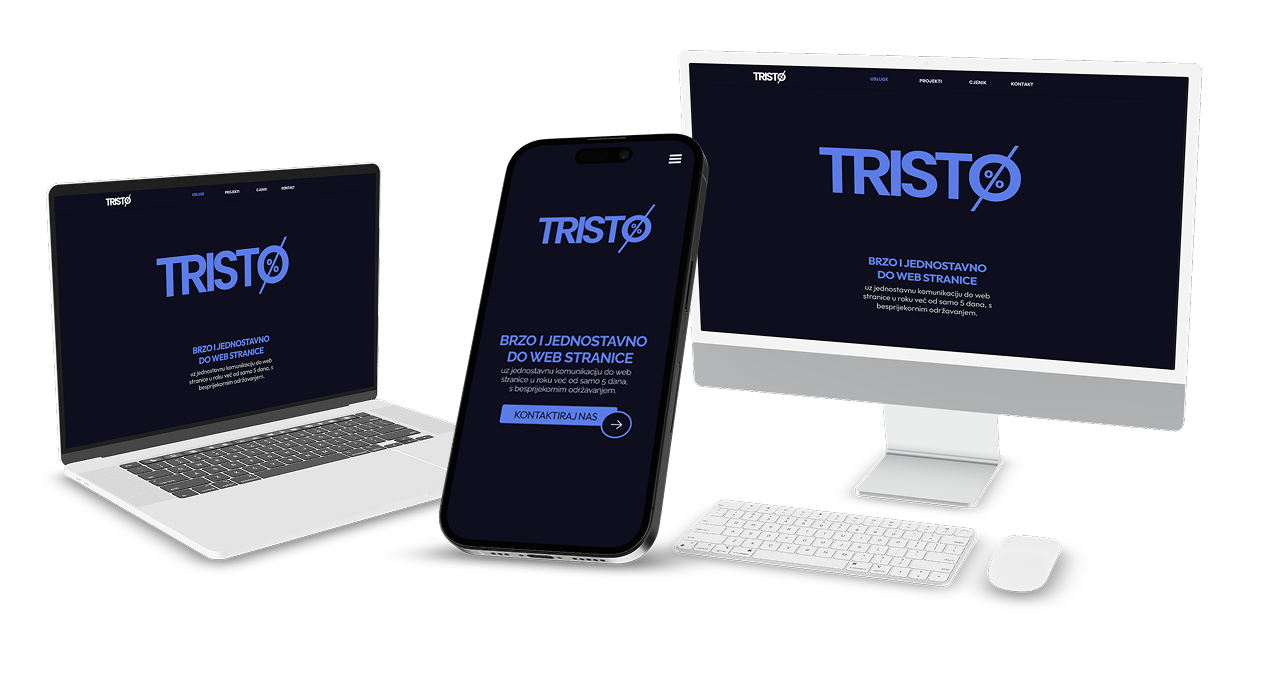 TRISTØ
USLUGE PROJEKTI CJENIK KONTAKT
TRISTØ
%
BRZO I JEDNOSTAVNO
DO WEB STRANICE
uz jednostavnu komunikaciju do web
stranice u roku već od samo 5 dana, s
besprijekornim održavanjem.
TRISTØ
%
BRZO I JEDNOSTAVNO
DO WEB STRANICE
uz jednostavnu komunikaciju do web
stranice u roku već od samo 5 dana,
s besprijekornim održavanjem.
KONTAKTIRAJ NAS
TRISTØ
USLUGE PROJEKTI CJENIK KONTAKT
TRISTØ
%
BRZO I JEDNOSTAVNO
DO WEB STRANICE
uz jednostavnu komunikaciju do web
stranice u roku već od samo 5 dana, s
besprijekornim održavanjem.